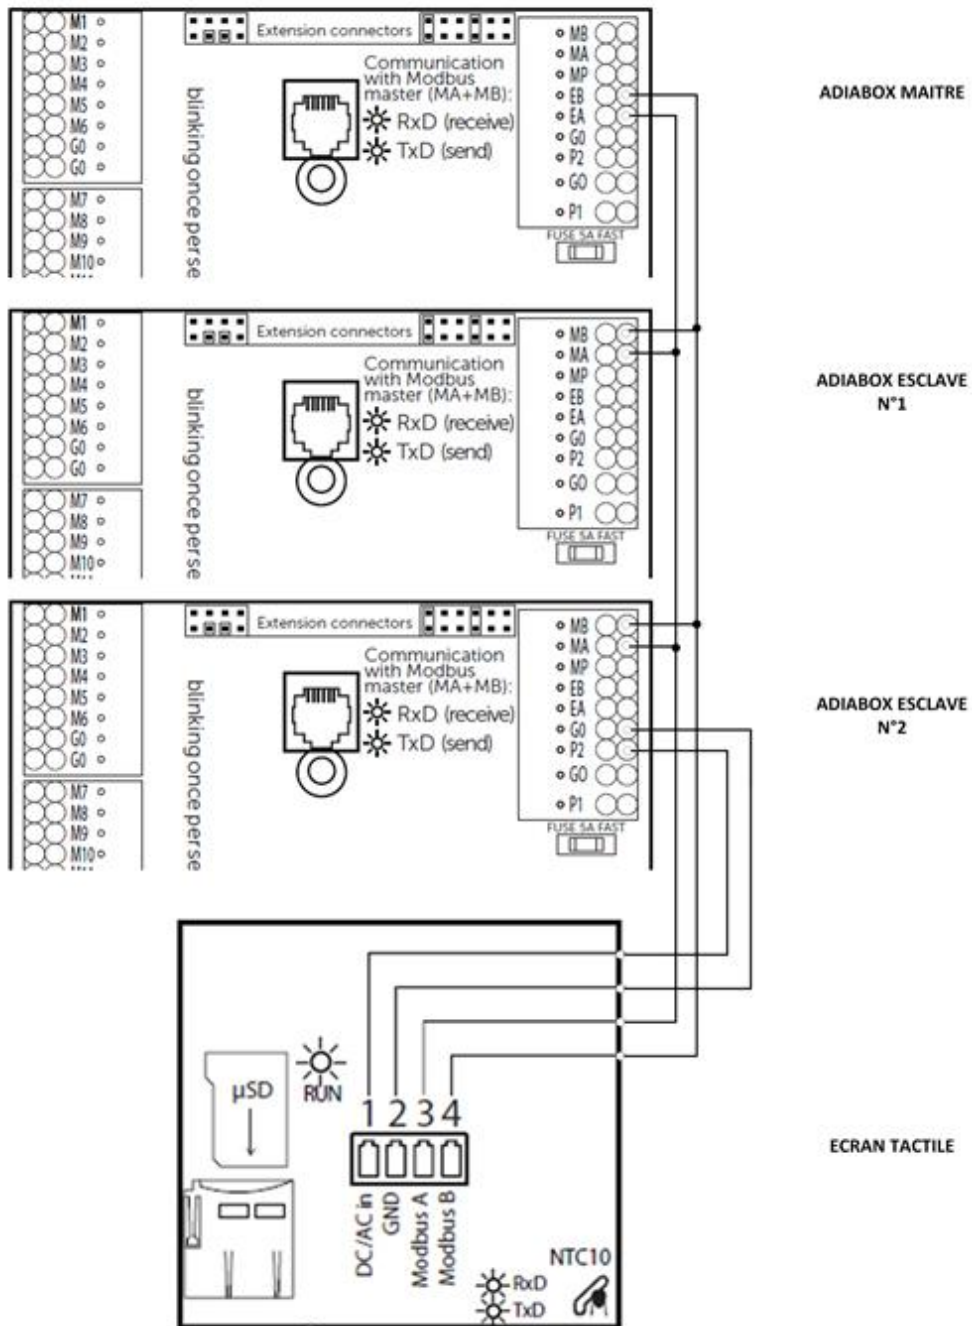 M1
M2
M3
M4
M5
M6
G0
G0
M7
M8
M9
M10
blinking once per se
Extension connectors
Communication
with Modbus
master (MA+MB):
RxD (receive)
TxD (send)
MB
MA
MP
EB
EA
G0
P2
G0
P1
FUSE 5A FAST
ADIABOX MAITRE
M1
M2
M3
M4
M5
M6
G0
G0
M7
M8
M9
M10
blinking once per se
Extension connectors
Communication
with Modbus
master (MA+MB):
RxD (receive)
TxD (send)
MB
MA
MP
EB
EA
G0
P2
G0
P1
FUSE 5A FAST
ADIABOX ESCLAVE
N°1
M1
M2
M3
M4
M5
M6
G0
G0
M7
M8
M9
M10
blinking once per se
Extension connectors
Communication
with Modbus
master (MA+MB):
RxD (receive)
TxD (send)
MB
MA
MP
EB
EA
G0
P2
G0
P1
FUSE 5A FAST
ADIABOX ESCLAVE
N°2
µSD
RUN
1 2 3 4
DC/AC in
GND
Modbus A
Modbus B
NTC10
RxD
TxD
ECRAN TACTILE